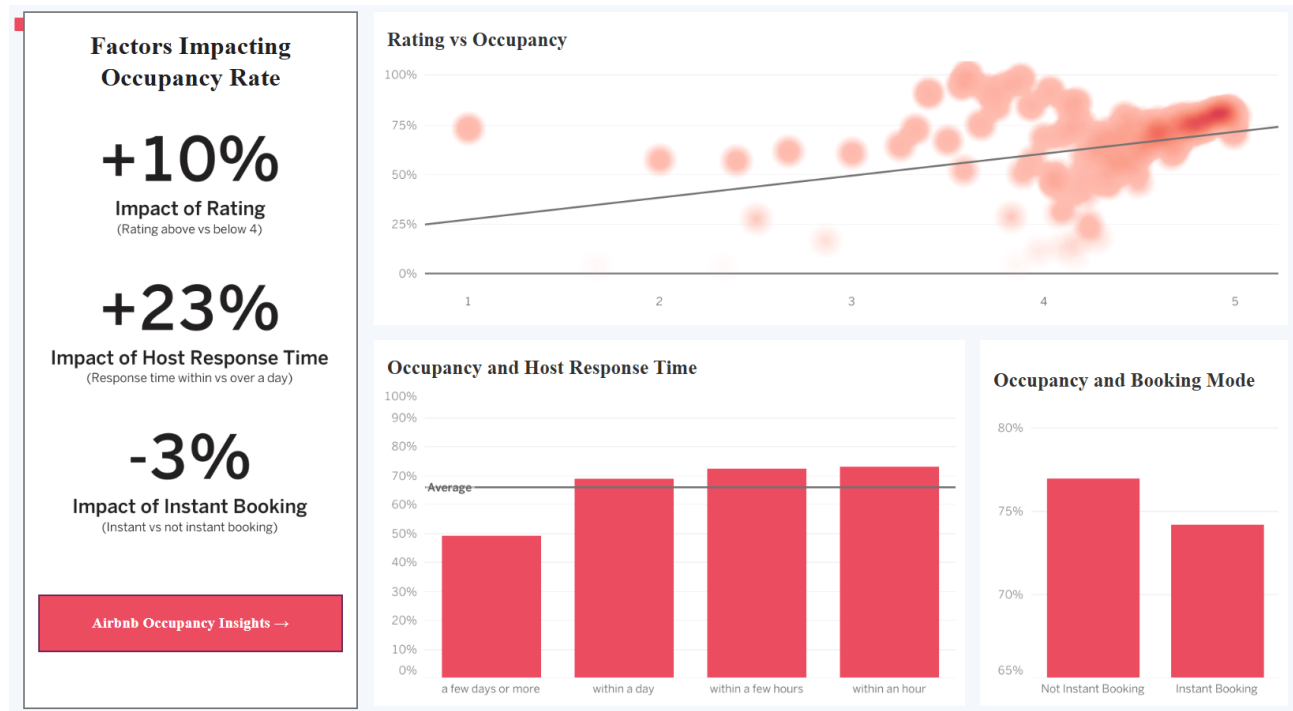 Factors Impacting
Occupancy Rate
+10%
Impact of Rating
(Rating above vs below 4)
+23%
Impact of Host Response Time
(Response time within vs over a day)
-3%
Impact of Instant Booking
(Instant vs not instant booking)
Airbnb Occupancy Insights →
Rating vs Occupancy
100%
75%
50%
25%
0%
1 2 3 4 5
Occupancy and Host Response Time
100%
90%
80%
70%
Average
60%
50%
40%
30%
20%
10%
0%
a few days or more within a day within a few hours within an hour
Occupancy and Booking Mode
80%
75%
70%
65%
Not Instant Booking Instant Booking